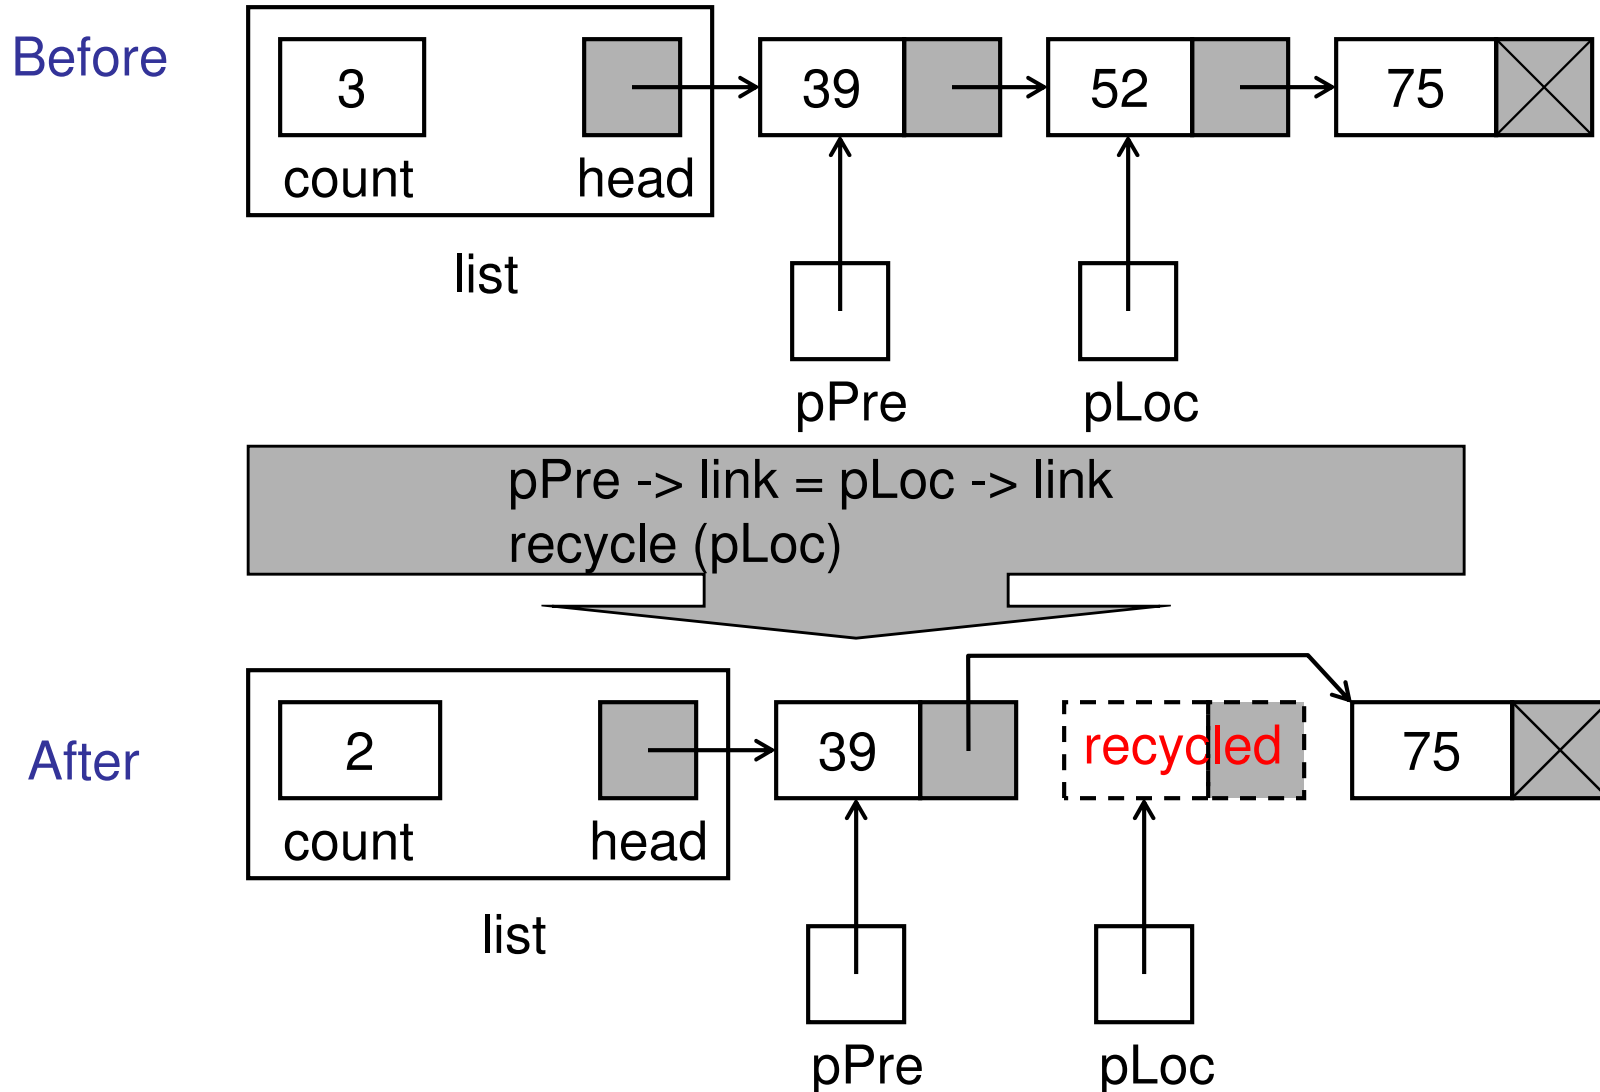 Before
3
39
52
75
count
head
list
pPre
pLoc
pPre -> link = pLoc -> link
recycle (pLoc)
After
2
39
recycled
75
count
head
list
pPre
pLoc